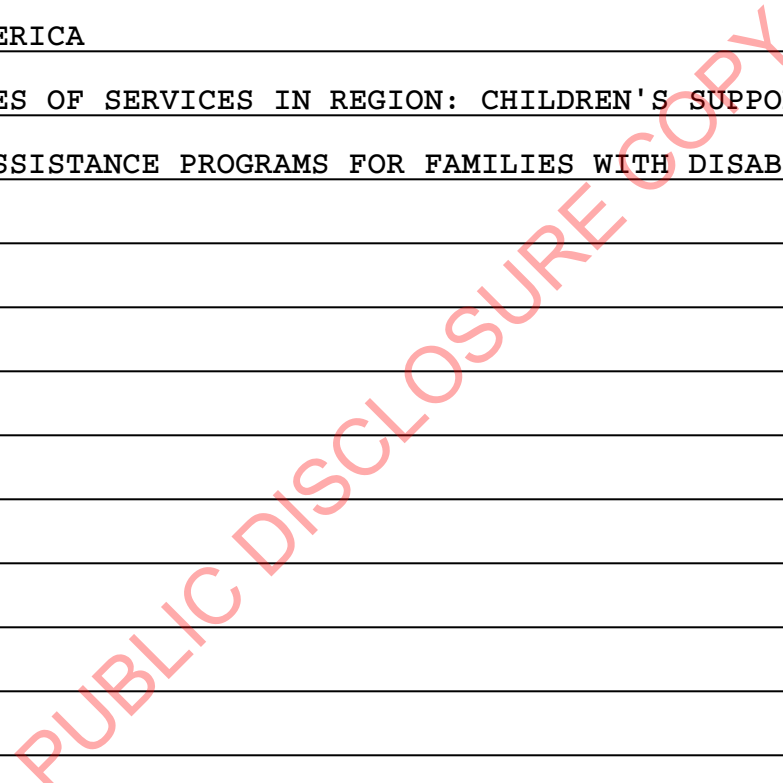 ERICA
ES OF SERVICES IN REGION: CHILDREN'S SUPPO
SSISTANCE PROGRAMS FOR FAMILIES WITH DISAB
PUBLIC DISCLOSURE COPY